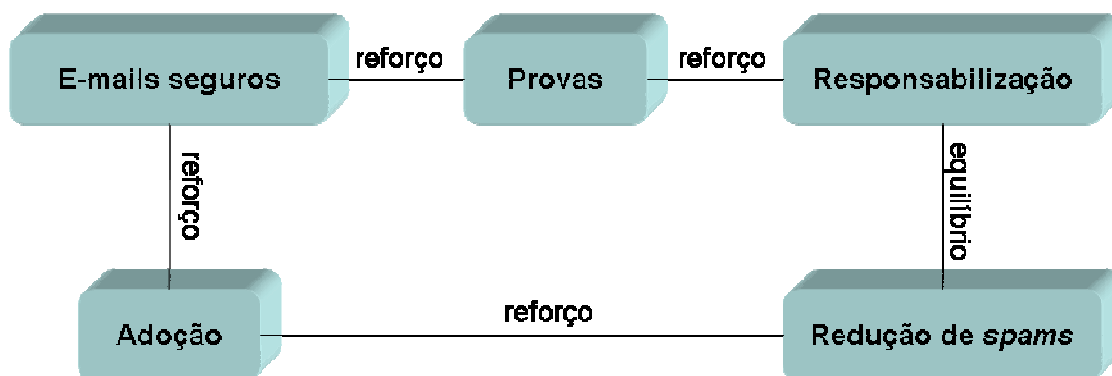 reforço
reforço
E-mails seguros
Provas
Responsabilização
reforço
equilíbrio
reforço
Adoção
Redução de spams